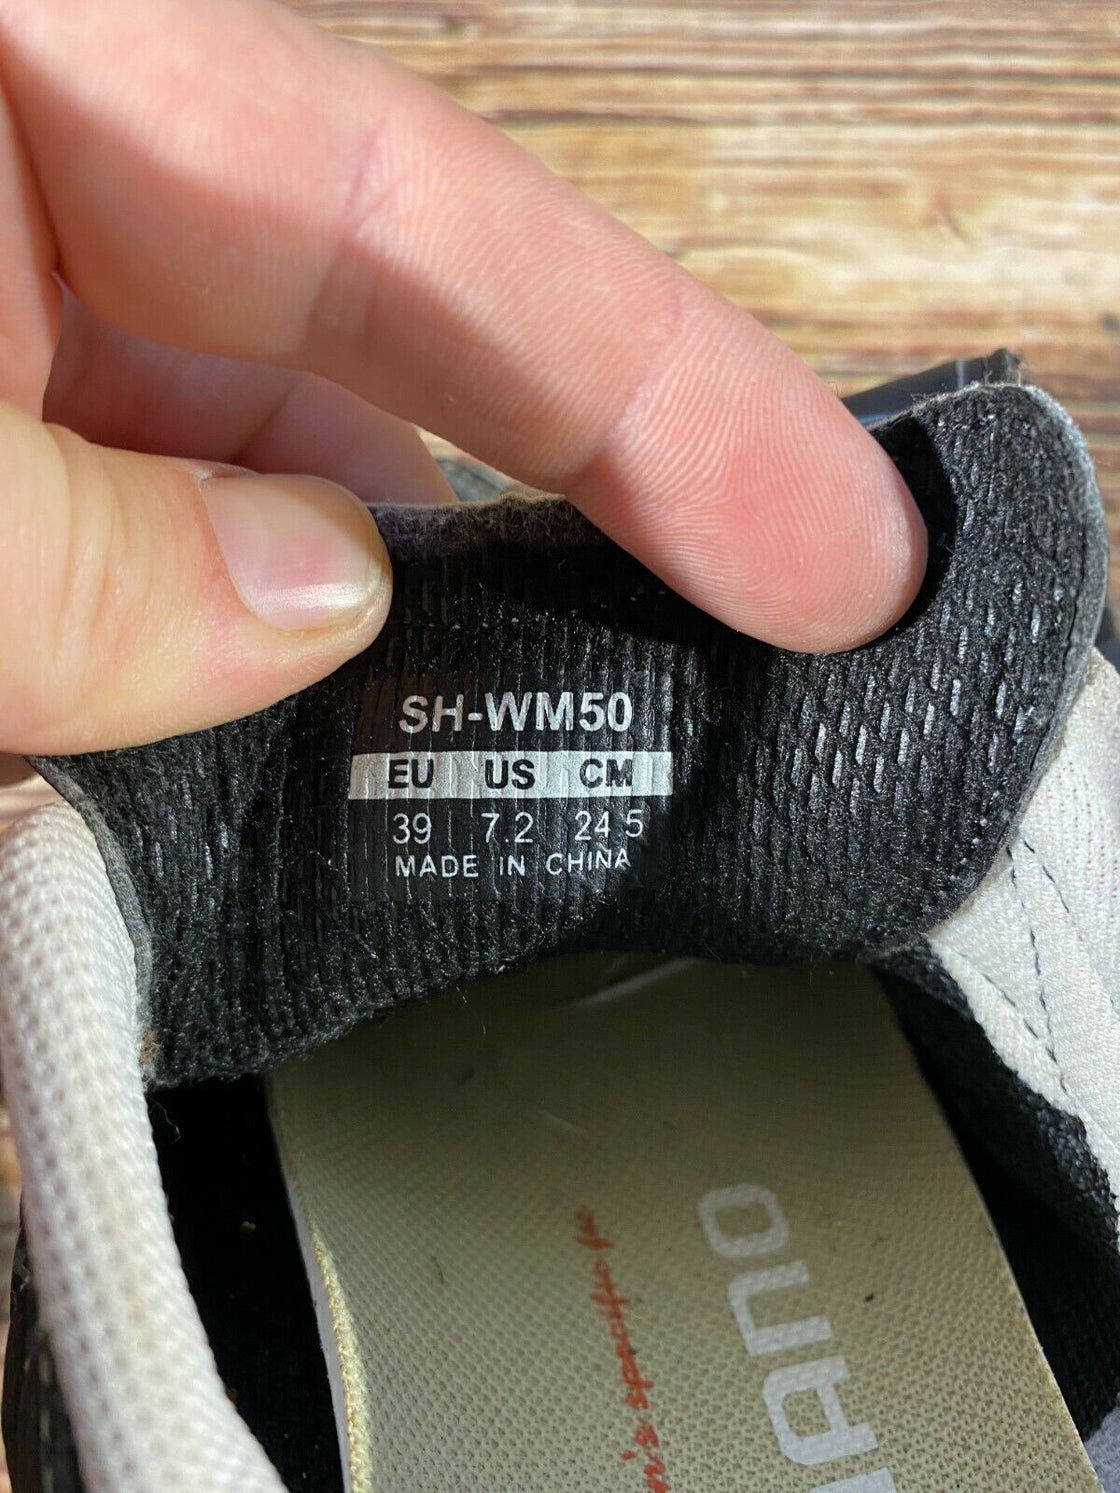 SH-WM50
EU US CM
39 7.2 24.5
MADE IN CHINA